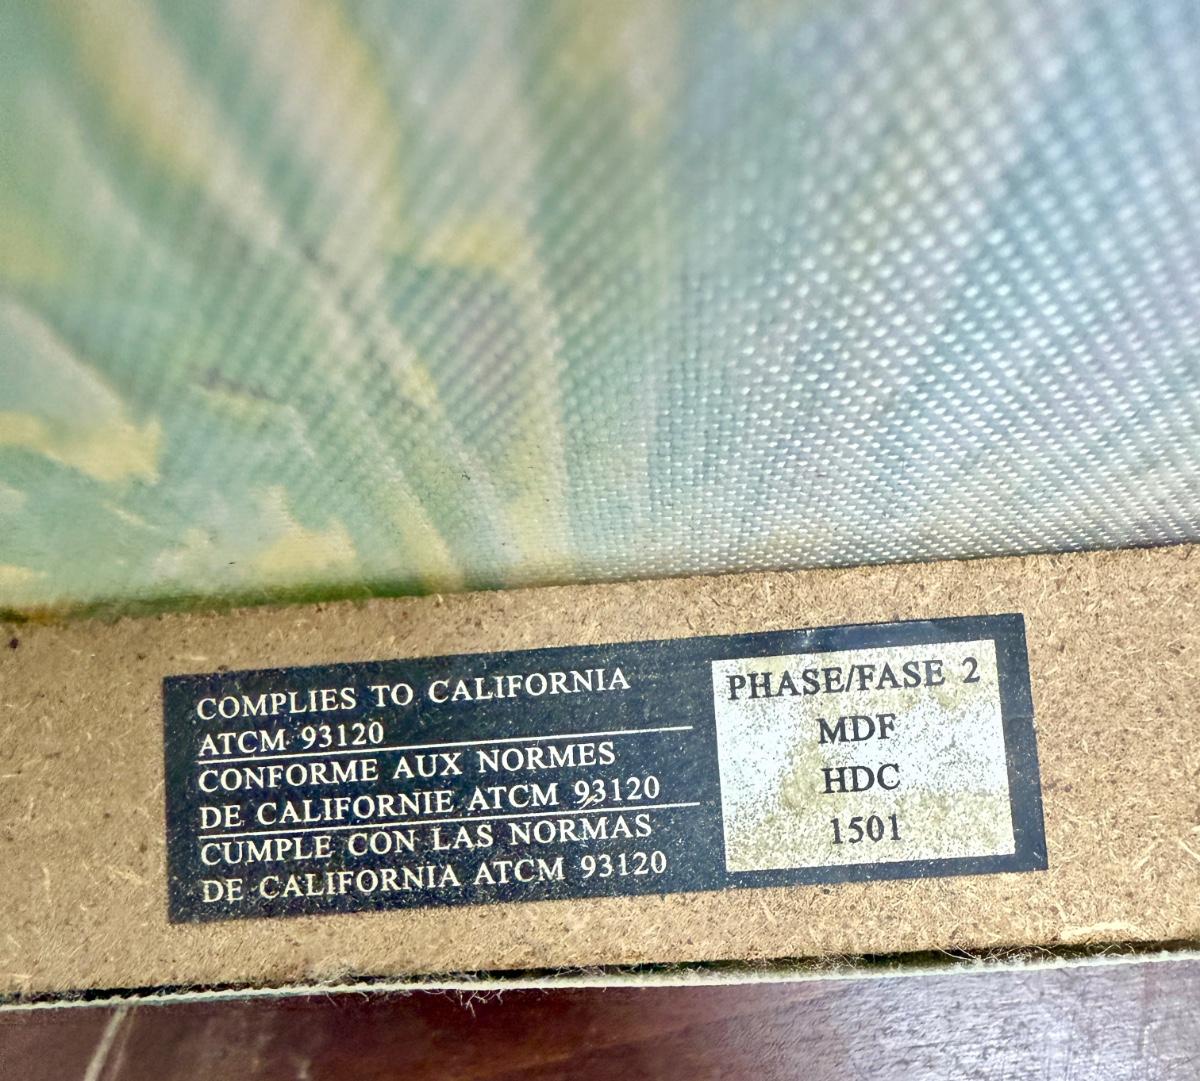 COMPLIES TO CALIFORNIA
ATCM 93120
CONFORME AUX NORMES
DE CALIFORNIE ATCM 93120
CUMPLE CON LAS NORMAS
DE CALIFORNIA ATCM 93120
PHASE/FASE 2
MDF
HDC
1501